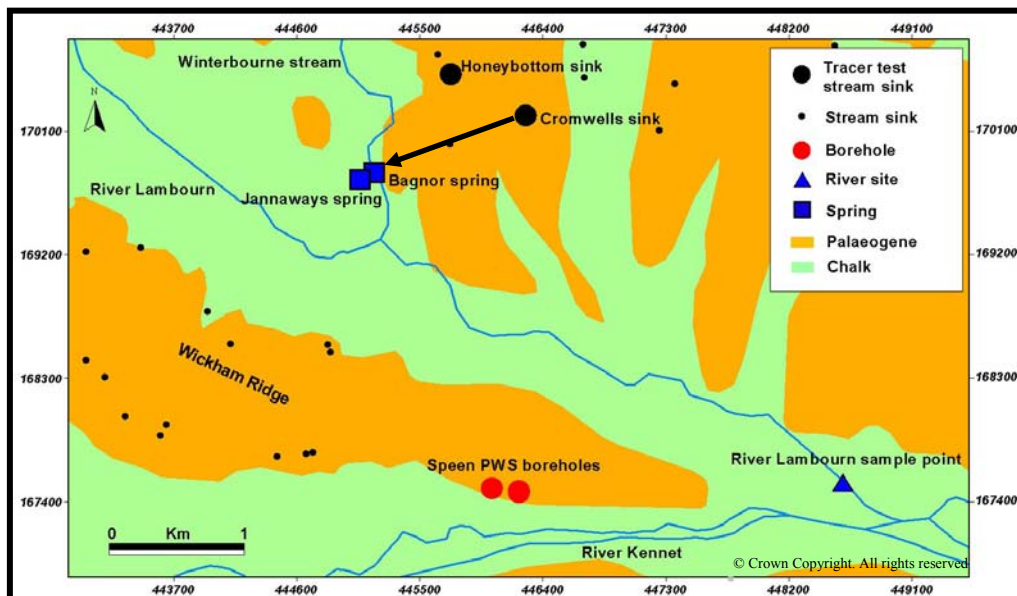 443700 444600 445500 446400 447300 448200 449100
Winterbourne stream
Honeybottom sink
Tracer test
stream sink
N
170100
Cromwells sink
Stream sink
170100
Borehole
River Lambourn
Bagnor spring
River site
Jannaways spring
Spring
Palaeogene
169200
Chalk
169200
Wickham Ridge
168300
168300
Speen PWS boreholes
River Lambourn sample point
167400
167400
0 Km 1
River Kennet
© Crown Copyright. All rights reserved
443700 444600 445500 446400 447300 448200 449100